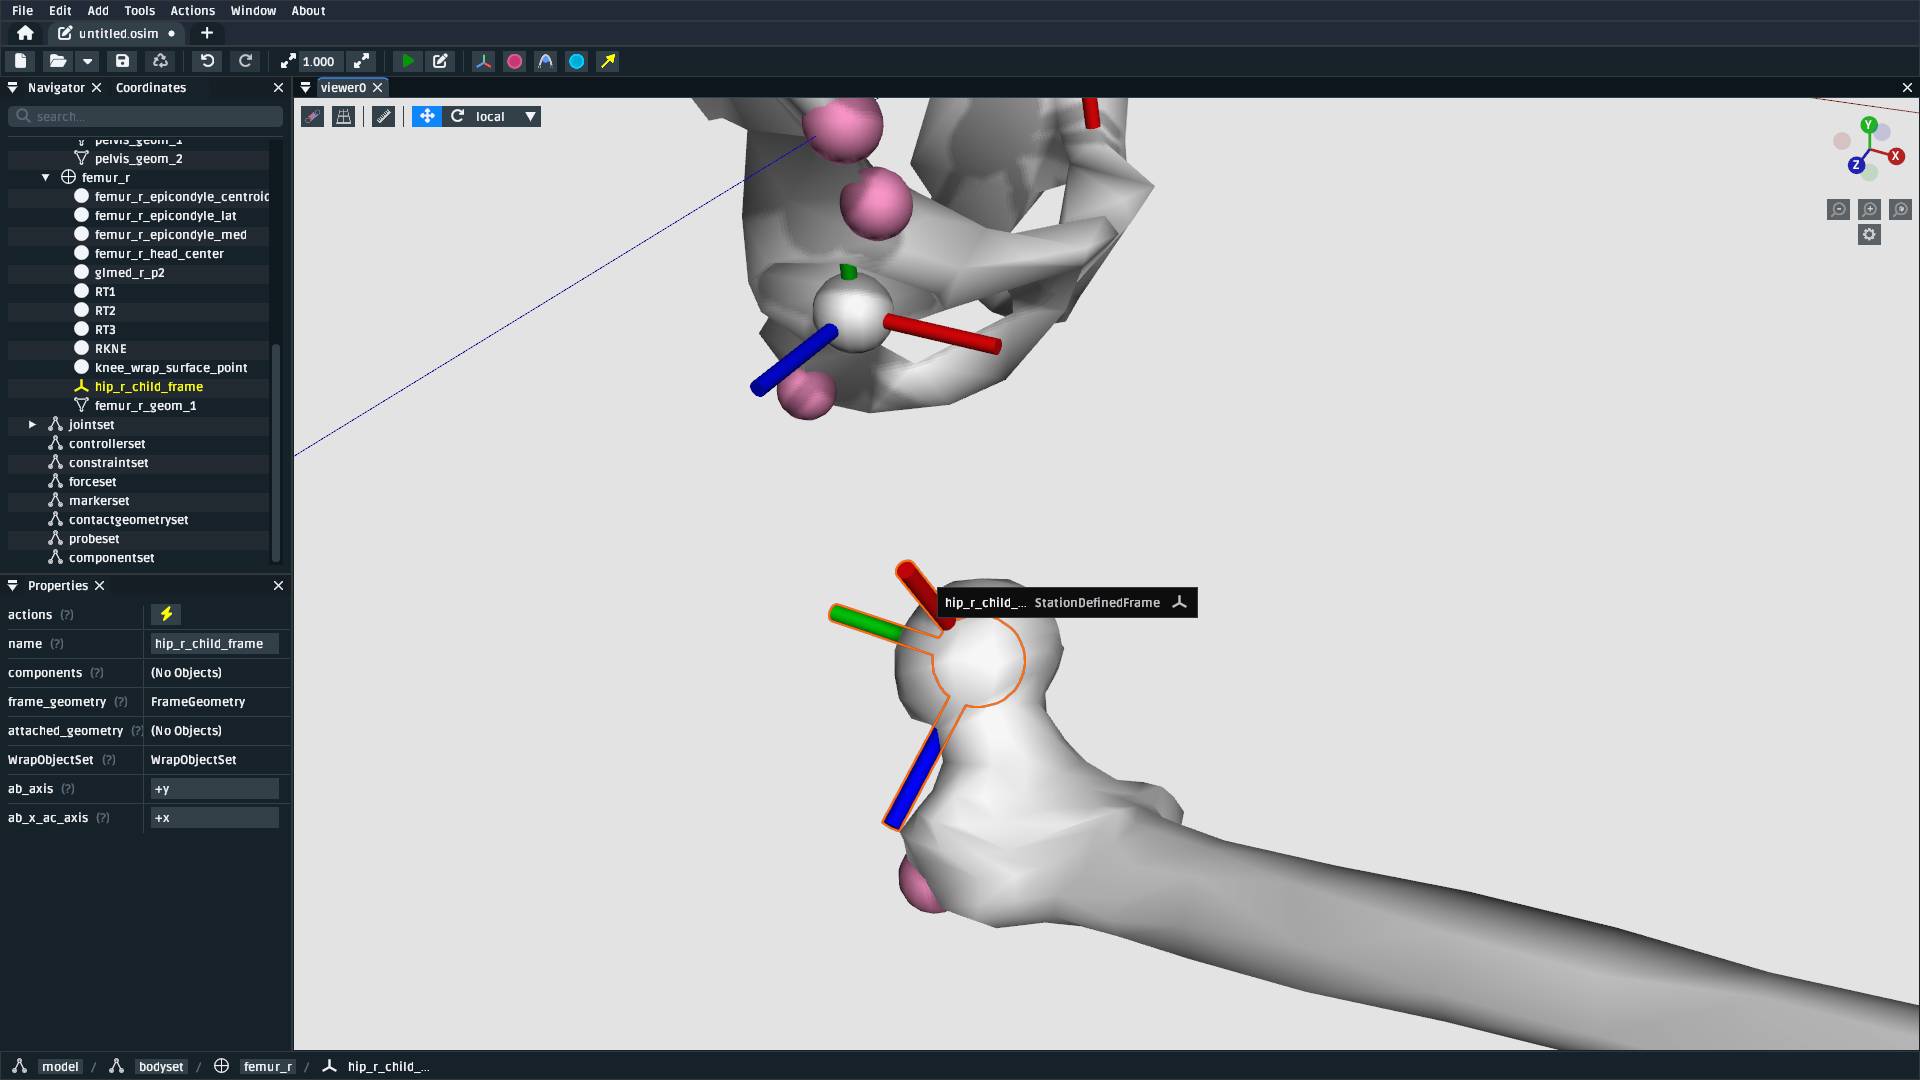 File Edit Add Tools Actions Window About
untitled.osim
1.000
Navigator Coordinates
viewer0
search...
local
pelvis_geom_1
pelvis_geom_2
femur_r
femur_r_epicondyle_centroid
femur_r_epicondyle_lat
femur_r_epicondyle_med
femur_r_head_center
glmed_r_p2
RT1
RT2
RT3
RKNE
knee_wrap_surface_point
hip_r_child_frame
femur_r_geom_1
jointset
controllerset
constraintset
forceset
markerset
contactgeometryset
probeset
componentset
Y
X
Z
hip_r_child_... StationDefinedFrame
Properties
actions (?)
name (?) hip_r_child_frame
components (?) (No Objects)
frame_geometry (?) FrameGeometry
attached_geometry (?) (No Objects)
WrapObjectSet (?) WrapObjectSet
ab_axis (?) +y
ab_x_ac_axis (?) +x
model / bodyset / femur_r / hip_r_child_...